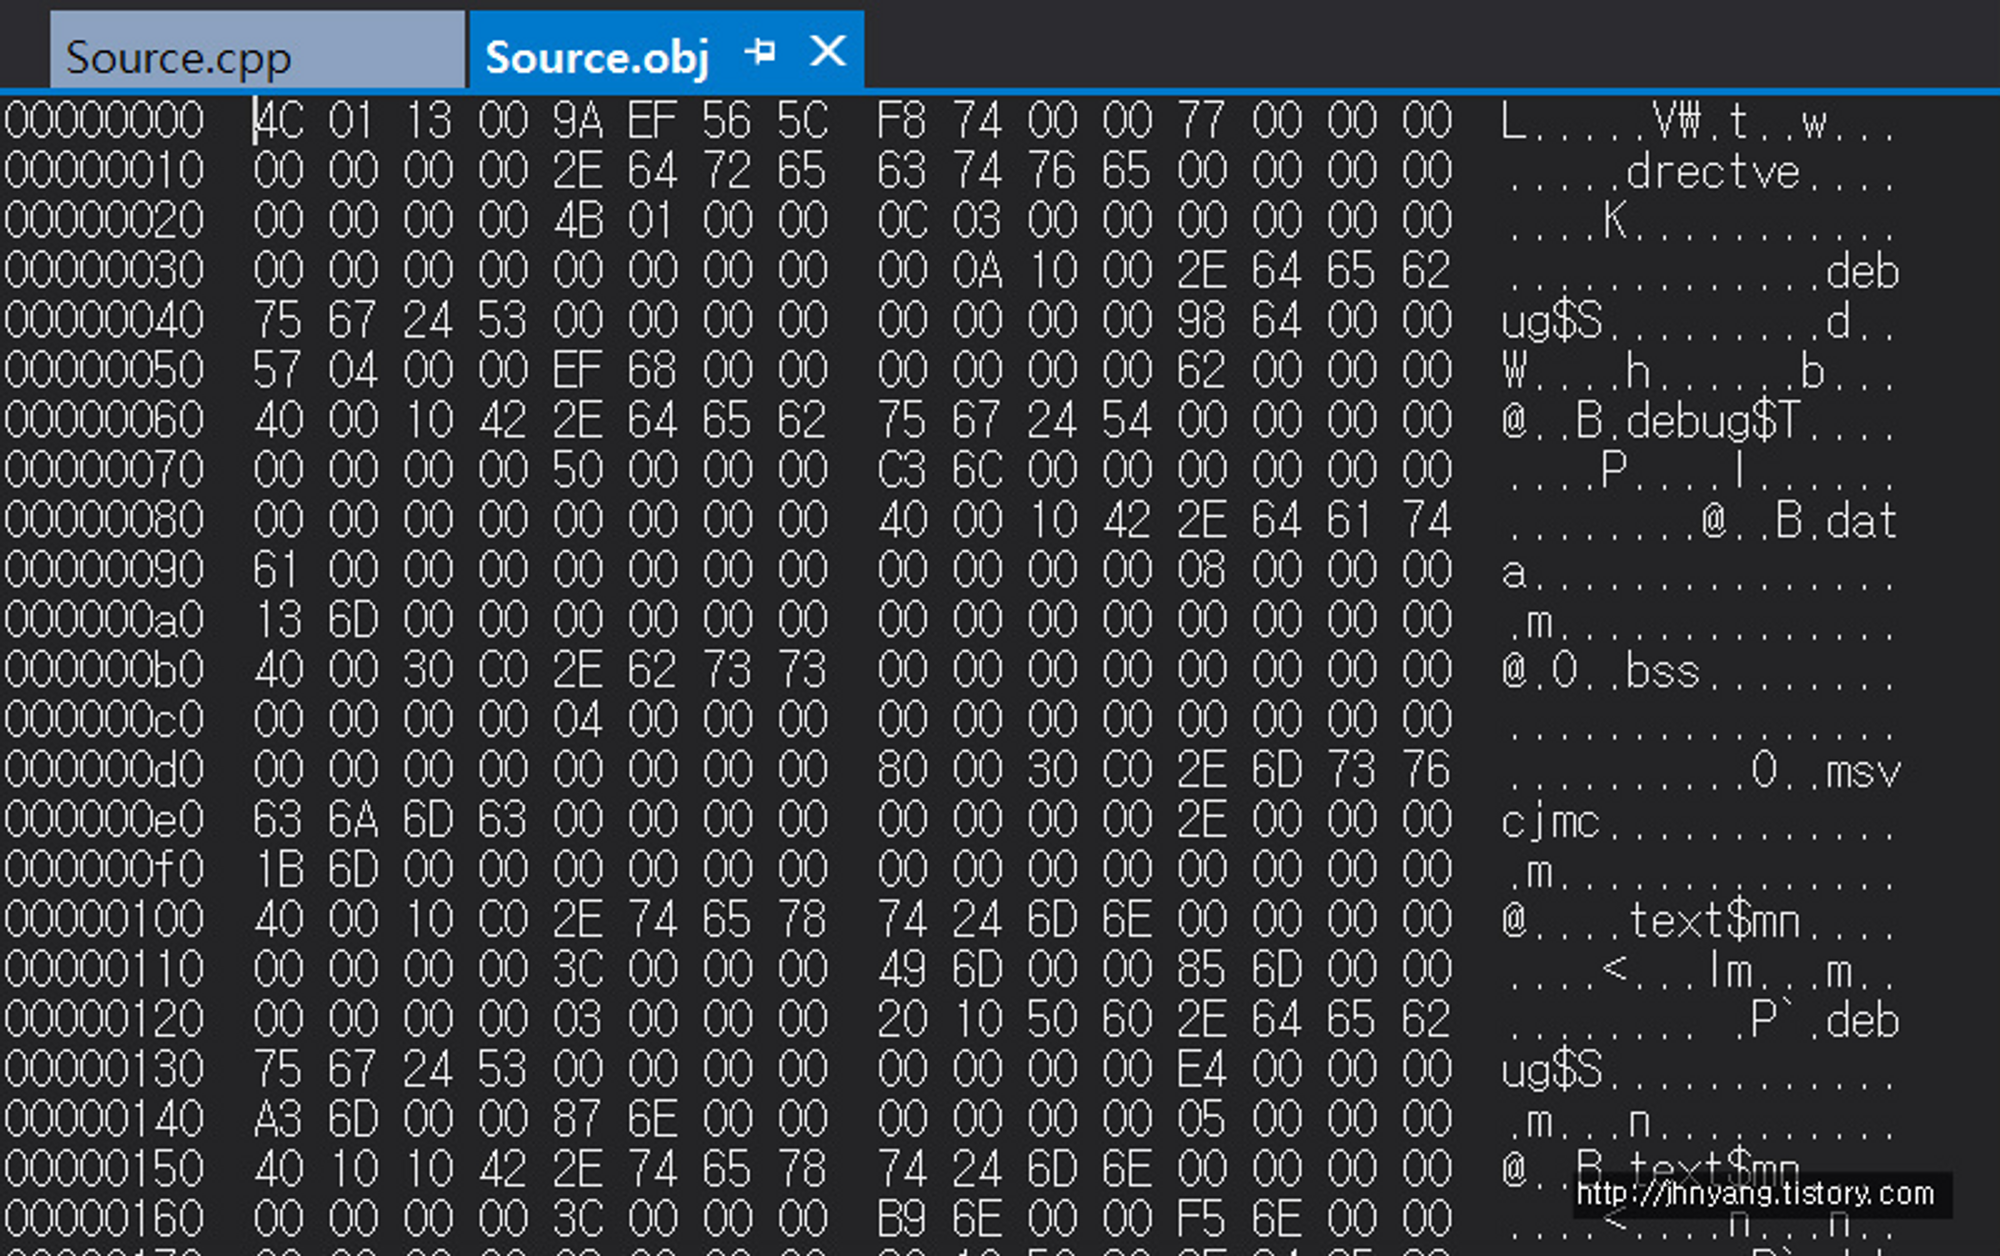 Source.cpp Source.obj
00000000 4C 01 13 00 9A EF 56 5C F8 74 00 00 77 00 00 00 L.....V₩.t..w...
00000010 00 00 00 00 2E 64 72 65 63 74 76 65 00 00 00 00 .....drectve....
00000020 00 00 00 00 4B 01 00 00 0C 03 00 00 00 00 00 00 ....K...........
00000030 00 00 00 00 00 00 00 00 00 0A 10 00 2E 64 65 62 .............deb
00000040 75 67 24 53 00 00 00 00 00 00 00 00 98 64 00 00 ug$S.........d..
00000050 57 04 00 00 EF 68 00 00 00 00 00 00 62 00 00 00 W....h......b...
00000060 40 00 10 42 2E 64 65 62 75 67 24 54 00 00 00 00 @..B.debug$T....
00000070 00 00 00 00 50 00 00 00 C3 6C 00 00 00 00 00 00 ....P....l......
00000080 00 00 00 00 00 00 00 00 40 00 10 42 2E 64 61 74 ........@..B.dat
00000090 61 00 00 00 00 00 00 00 00 00 00 00 08 00 00 00 a...............
000000a0 13 6D 00 00 00 00 00 00 00 00 00 00 00 00 00 00 .m..............
000000b0 40 00 30 C0 2E 62 73 73 00 00 00 00 00 00 00 00 @.0..bss........
000000c0 00 00 00 00 04 00 00 00 00 00 00 00 00 00 00 00 ................
000000d0 00 00 00 00 00 00 00 00 80 00 30 C0 2E 6D 73 76 ..........0..msv
000000e0 63 6A 6D 63 00 00 00 00 00 00 00 00 2E 00 00 00 cjmc............
000000f0 1B 6D 00 00 00 00 00 00 00 00 00 00 00 00 00 00 .m..............
00000100 40 00 10 C0 2E 74 65 78 74 24 6D 6E 00 00 00 00 @....text$mn....
00000110 00 00 00 00 3C 00 00 00 49 6D 00 00 85 6D 00 00 ....<...Im...m..
00000120 00 00 00 00 03 00 00 00 20 10 50 60 2E 64 65 62 ........ .P`.deb
00000130 75 67 24 53 00 00 00 00 00 00 00 00 E4 00 00 00 ug$S............
00000140 A3 6D 00 00 87 6E 00 00 00 00 00 00 05 00 00 00 .m...n..........
00000150 40 10 10 42 2E 74 65 78 74 24 6D 6E 00 00 00 00 @..B.text$mn....
http://jhnyang.tistory.com
00000160 00 00 00 00 3C 00 00 00 B9 6E 00 00 F5 6E 00 00 ....<....n...n..